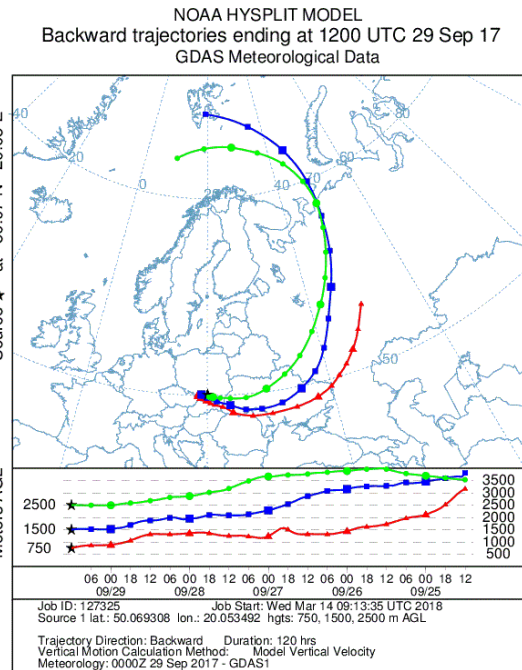 NOAA HYSPLIT MODEL
Backward trajectories ending at 1200 UTC 29 Sep 17
GDAS Meteorological Data
40
20
0
20
40
60
70
80
50
Source
at
2500
1500
750
3500
3000
2500
2000
1500
1000
500
06 00 18 12 06 00 18 12 06 00 18 12 06 00 18 12 06 00 18 12
09/29 09/28 09/27 09/26 09/25
Job ID: 127325 Job Start: Wed Mar 14 09:13:35 UTC 2018
Source 1 lat.: 50.069308 lon.: 20.053492 hgts: 750, 1500, 2500 m AGL
Trajectory Direction: Backward Duration: 120 hrs
Vertical Motion Calculation Method: Model Vertical Velocity
Meteorology: 0000Z 29 Sep 2017 - GDAS1